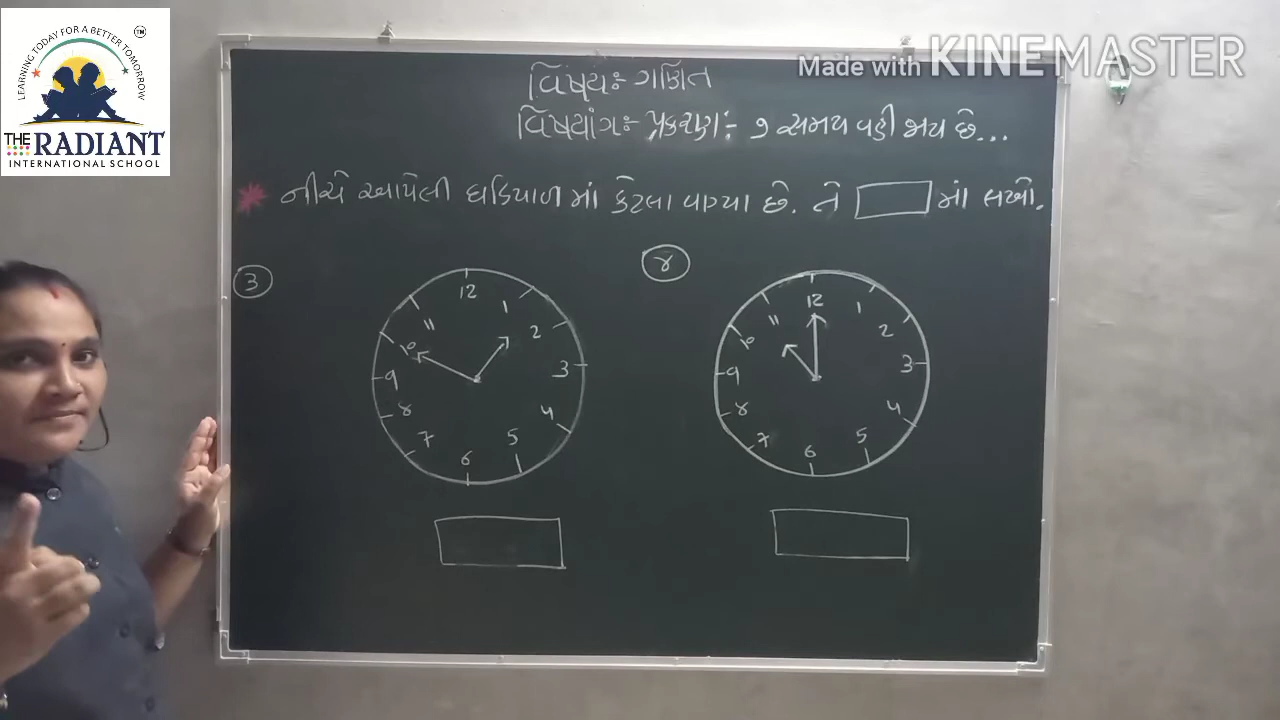 LEARNING TODAY FOR A BETTER TOMORROW
TM
THE RADIANT
INTERNATIONAL SCHOOL
Made with KINEMASTER
વિષય:- ગણિત
વિષયાંગ:- પ્રકરણ:- ૭ સમય વહી જાય છે...
* નીચે આપેલી ઘડિયાળ માં કેટલા વાગ્યા છે. તે માં લખો.
૩
12 1 2 3 4 5 6 7 8 9 10 11
૪
12 1 2 3 4 5 6 7 8 9 10 11